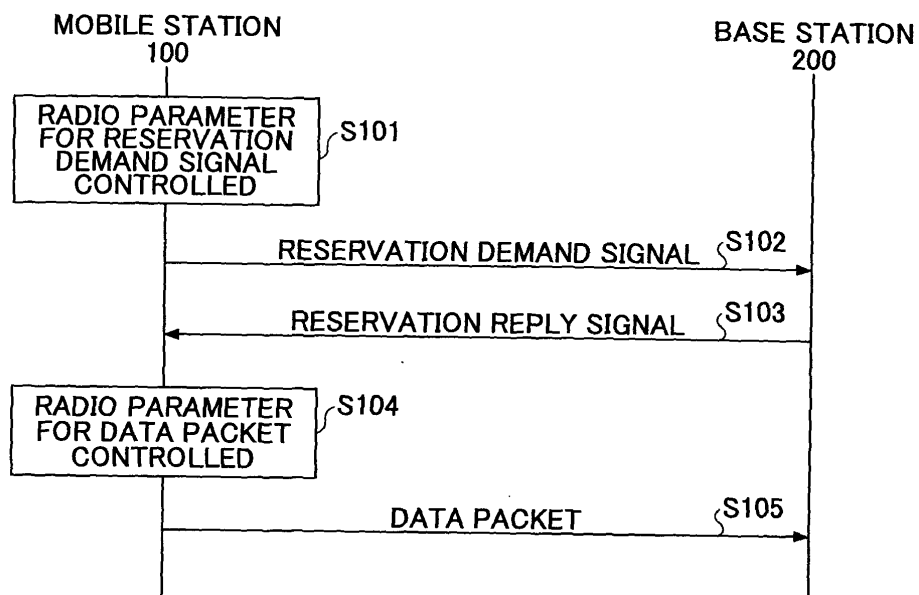 MOBILE STATION
100
BASE STATION
200
RADIO PARAMETER
FOR RESERVATION
DEMAND SIGNAL
CONTROLLED
S101
RESERVATION DEMAND SIGNAL
S102
RESERVATION REPLY SIGNAL
S103
RADIO PARAMETER
FOR DATA PACKET
CONTROLLED
S104
DATA PACKET
S105